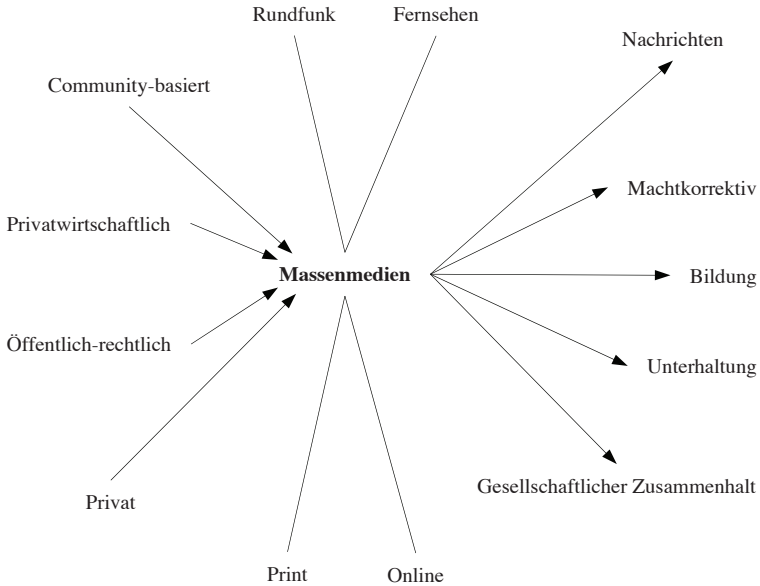 Rundfunk
Fernsehen
Nachrichten
Community-basiert
Machtkorrektiv
Privatwirtschaftlich
Massenmedien
Bildung
Öffentlich-rechtlich
Unterhaltung
Gesellschaftlicher Zusammenhalt
Privat
Print
Online